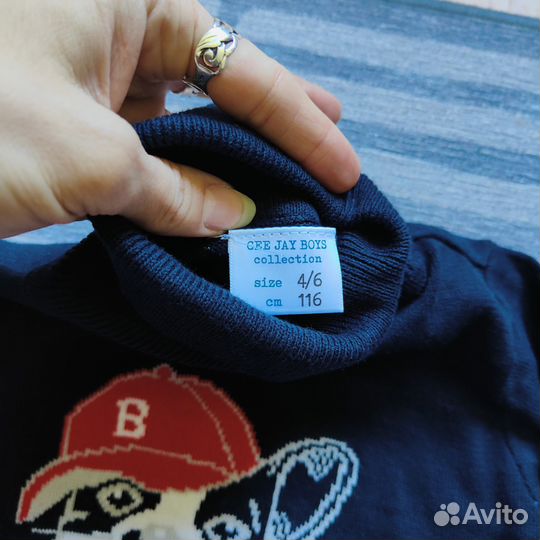 CEE JAY BOYS
collection
size 4/6
cm 116
B
Avito